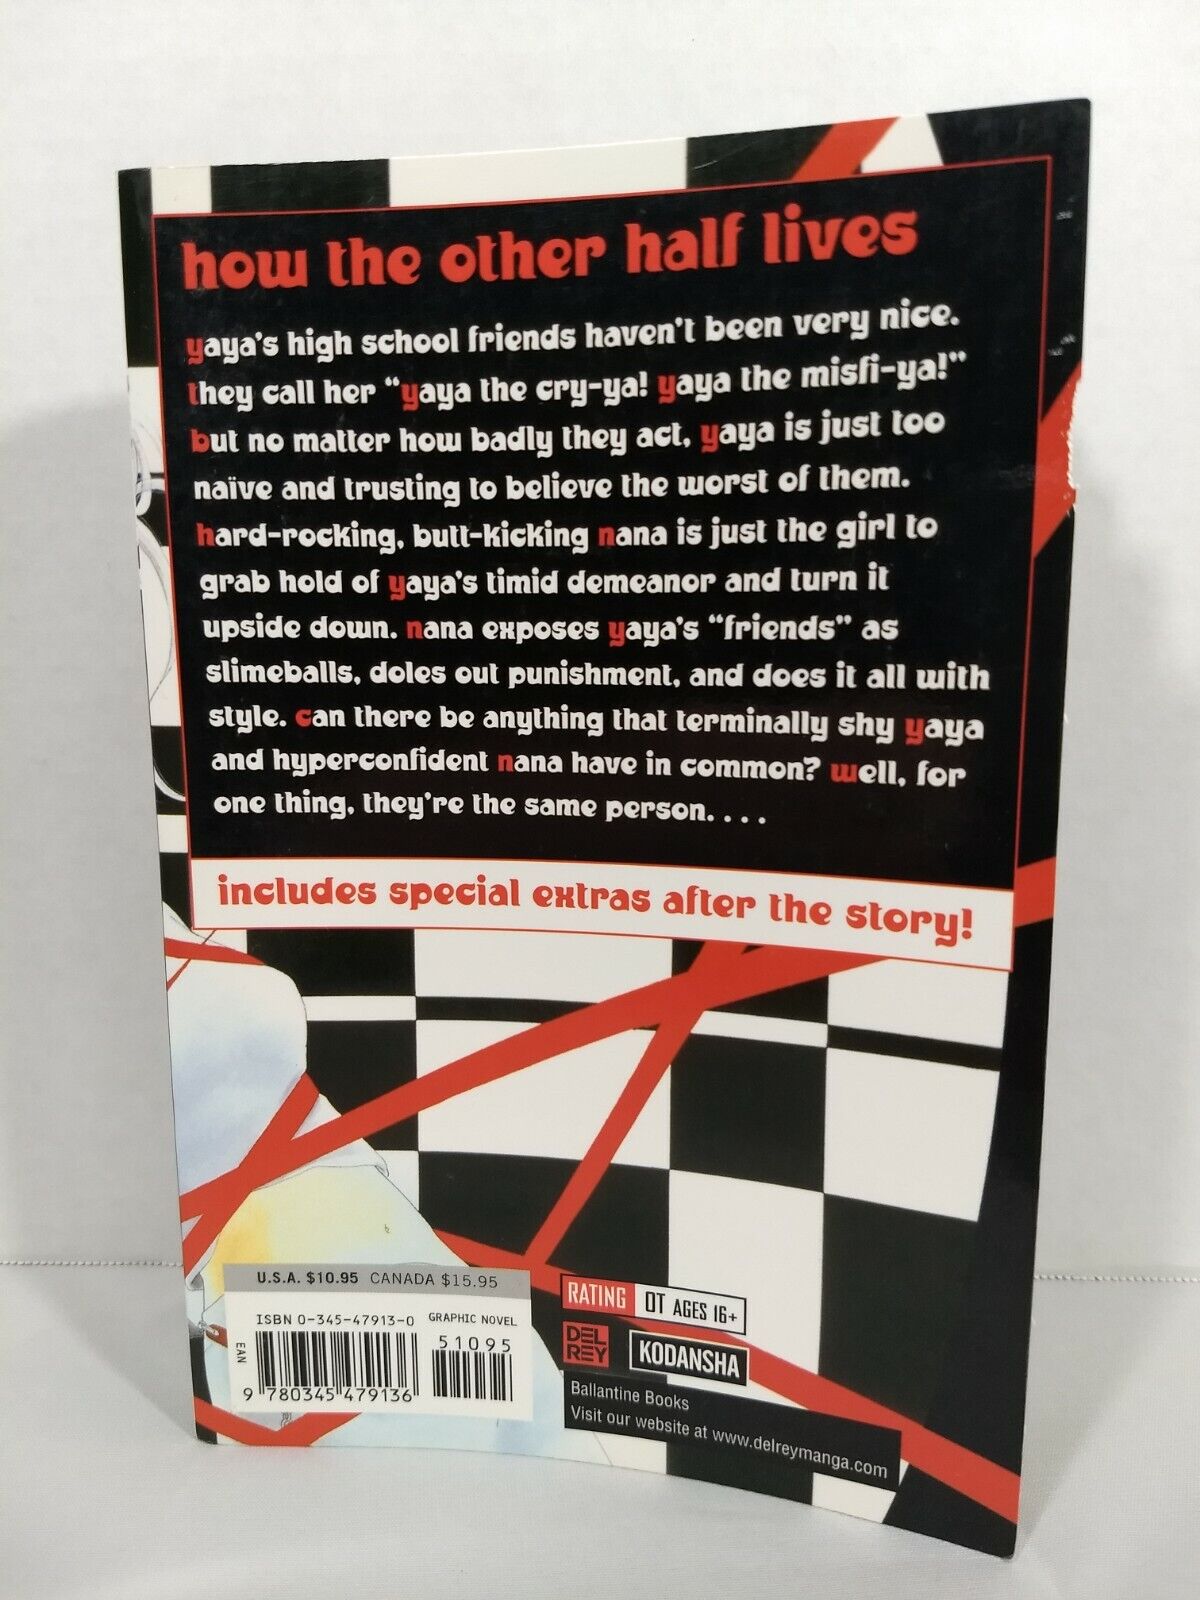 how the other half lives
yaya's high school friends haven't been very nice.
they call her "yaya the cry-ya! yaya the misfi-ya!"
but no matter how badly they act, yaya is just too
naïve and trusting to believe the worst of them.
hard-rocking, butt-kicking nana is just the girl to
grab hold of yaya's timid demeanor and turn it
upside down. nana exposes yaya's "friends" as
slimeballs, doles out punishment, and does it all with
style. can there be anything that terminally shy yaya
and hyperconfident nana have in common? well, for
one thing, they're the same person. . . .
includes special extras after the story!
U.S.A. $10.95 CANADA $15.95
ISBN 0-345-47913-0 GRAPHIC NOVEL
51095
EAN
9 780345 479136
RATING OT AGES 16+
DEL REY
KODANSHA
Ballantine Books
Visit our website at www.delreymanga.com